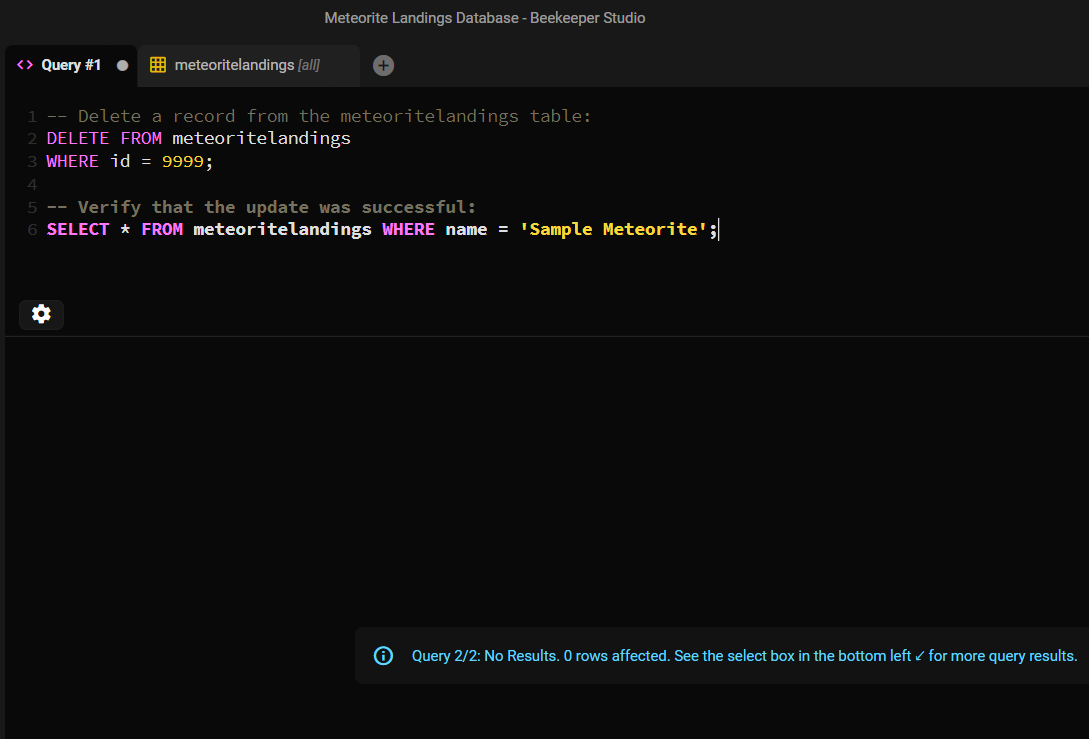 Meteorite Landings Database - Beekeeper Studio
<> Query #1 meteoritelandings [all]
1 -- Delete a record from the meteoritelandings table:
2 DELETE FROM meteoritelandings
3 WHERE id = 9999;
4
5 -- Verify that the update was successful:
6 SELECT * FROM meteoritelandings WHERE name = 'Sample Meteorite';
Query 2/2: No Results. 0 rows affected. See the select box in the bottom left ↙ for more query results.